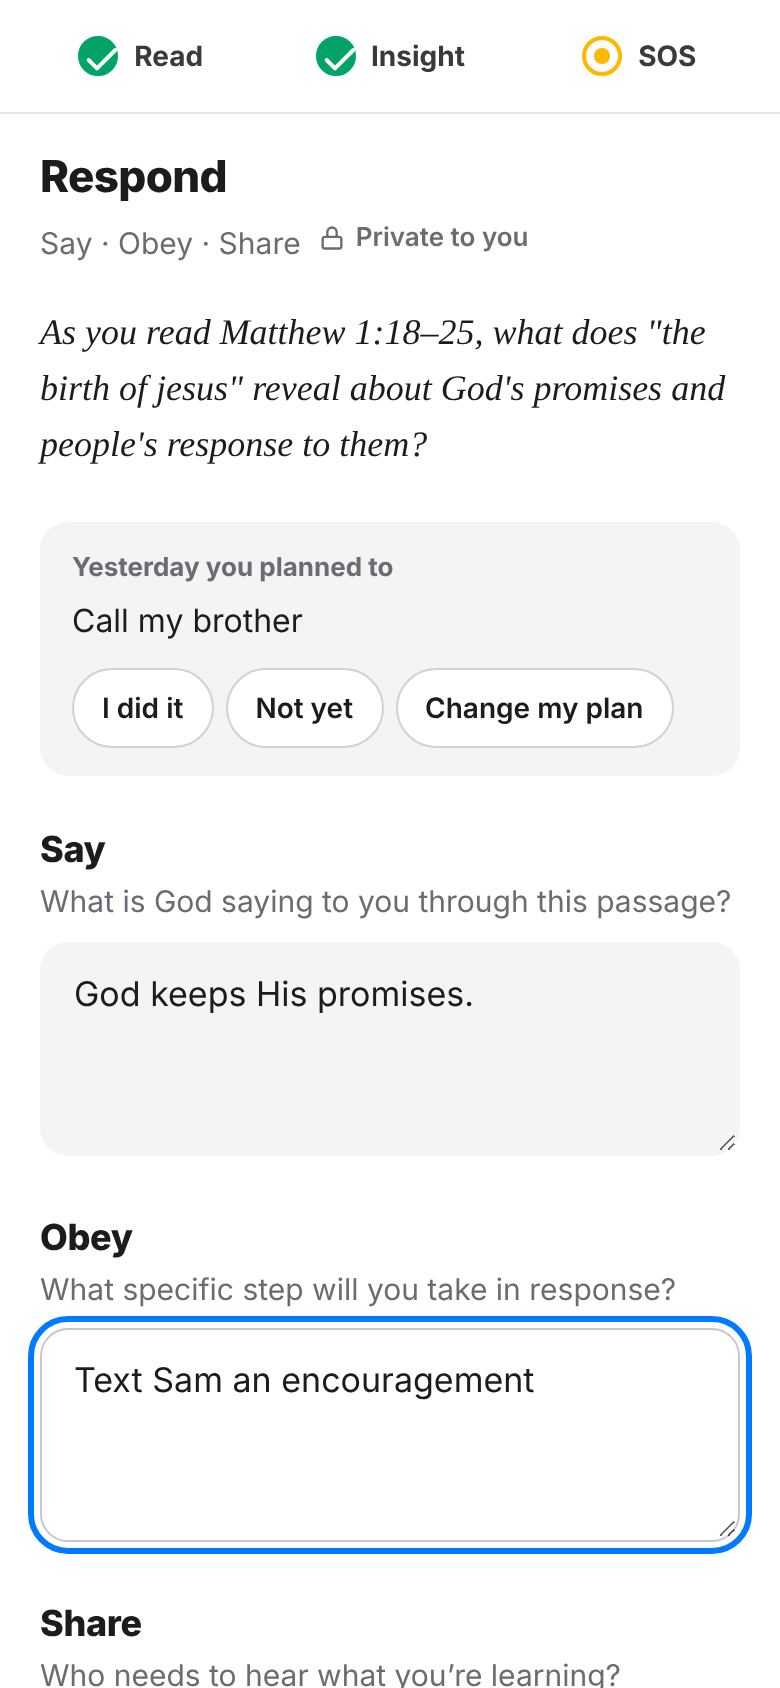 Read Insight SOS
Respond
Say · Obey · Share Private to you
As you read Matthew 1:18–25, what does "the
birth of jesus" reveal about God's promises and
people's response to them?
Yesterday you planned to
Call my brother
I did it Not yet Change my plan
Say
What is God saying to you through this passage?
God keeps His promises.
Obey
What specific step will you take in response?
Text Sam an encouragement
Share
Who needs to hear what you’re learning?